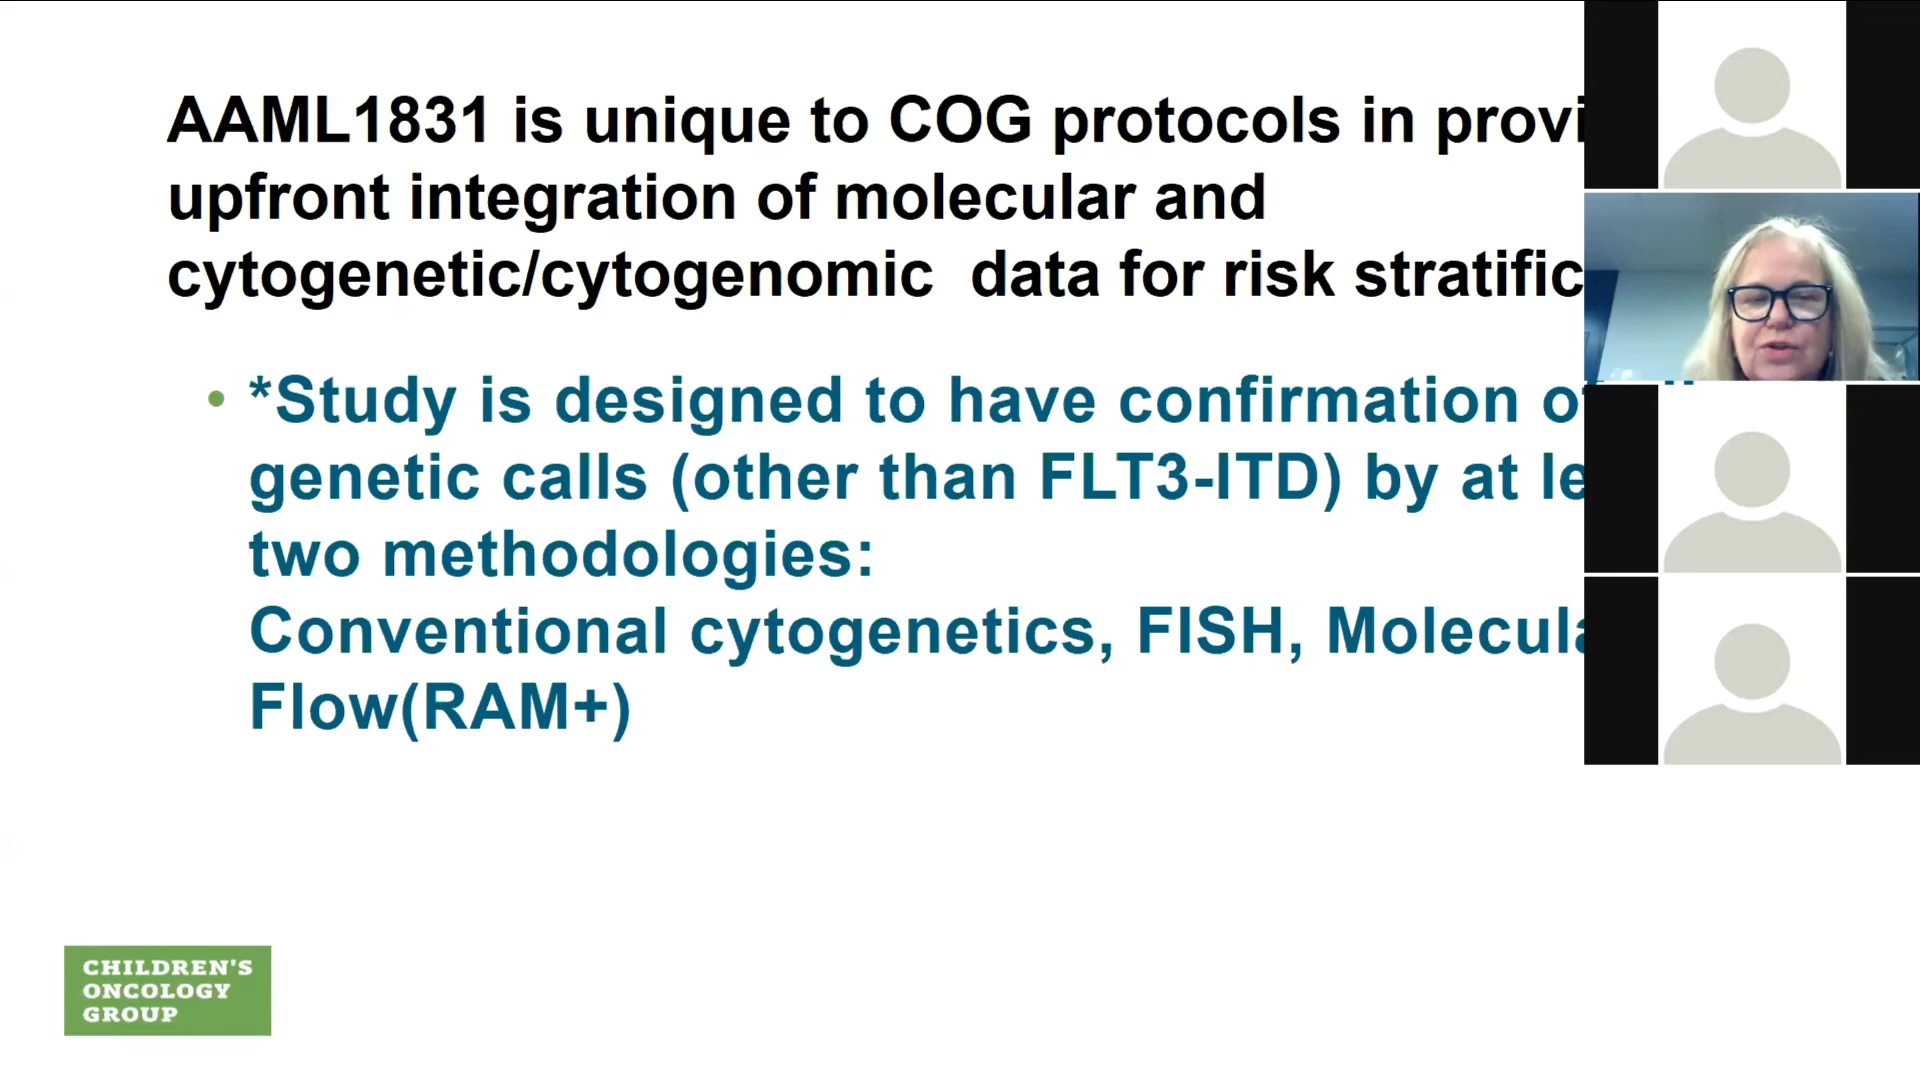 AAML1831 is unique to COG protocols in provi
upfront integration of molecular and
cytogenetic/cytogenomic data for risk stratific
• *Study is designed to have confirmation of
genetic calls (other than FLT3-ITD) by at le
two methodologies:
Conventional cytogenetics, FISH, Molecula
Flow(RAM+)
CHILDREN'S
ONCOLOGY
GROUP